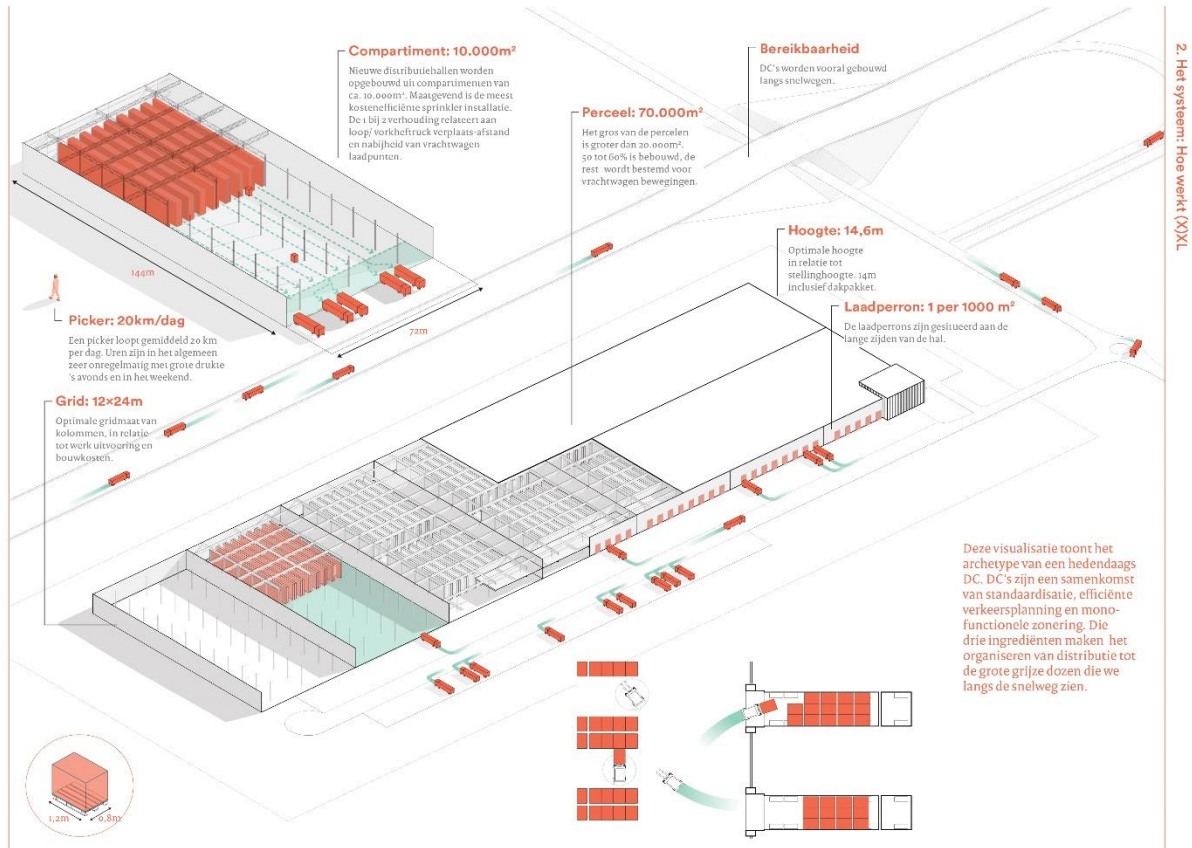 Compartiment: 10.000m²
Nieuwe distributiehallen worden
opgebouwd uit compartimenten van
ca. 10.000m². Maatgevend is de meest
kostenefficiënte sprinkler installatie.
De 1 bij 2 verhouding relateert aan
loop/ vorkheftruck verplaats-afstand
en nabijheid van vrachtwagen
laadpunten.
Bereikbaarheid
DC's worden vooral gebouwd
langs snelwegen.
Perceel: 70.000m²
Het gros van de percelen
is groter dan 20.000m².
50 tot 60% is bebouwd, de
rest wordt bestemd voor
vrachtwagen bewegingen.
2. Het systeem: Hoe werkt (X)XL
Hoogte: 14,6m
Optimale hoogte
in relatie tot
stellinghoogte. 14m
inclusief dakpakket.
144m
72m
Laadperron: 1 per 1000 m²
De laadperrons zijn gesitueerd aan de
lange zijden van de hal.
Picker: 20km/dag
Een picker loopt gemiddeld 20 km
per dag. Uren zijn in het algemeen
zeer onregelmatig met grote drukte
's avonds en in het weekend.
Grid: 12×24m
Optimale gridmaat van
kolommen, in relatie
tot werk uitvoering en
bouwkosten.
Deze visualisatie toont het
archetype van een hedendaags
DC. DC's zijn een samenkomst
van standaardisatie, efficiënte
verkeersplanning en mono-
functionele zonering. Die
drie ingrediënten maken het
organiseren van distributie tot
de grote grijze dozen die we
langs de snelweg zien.
1,2m
0,8m